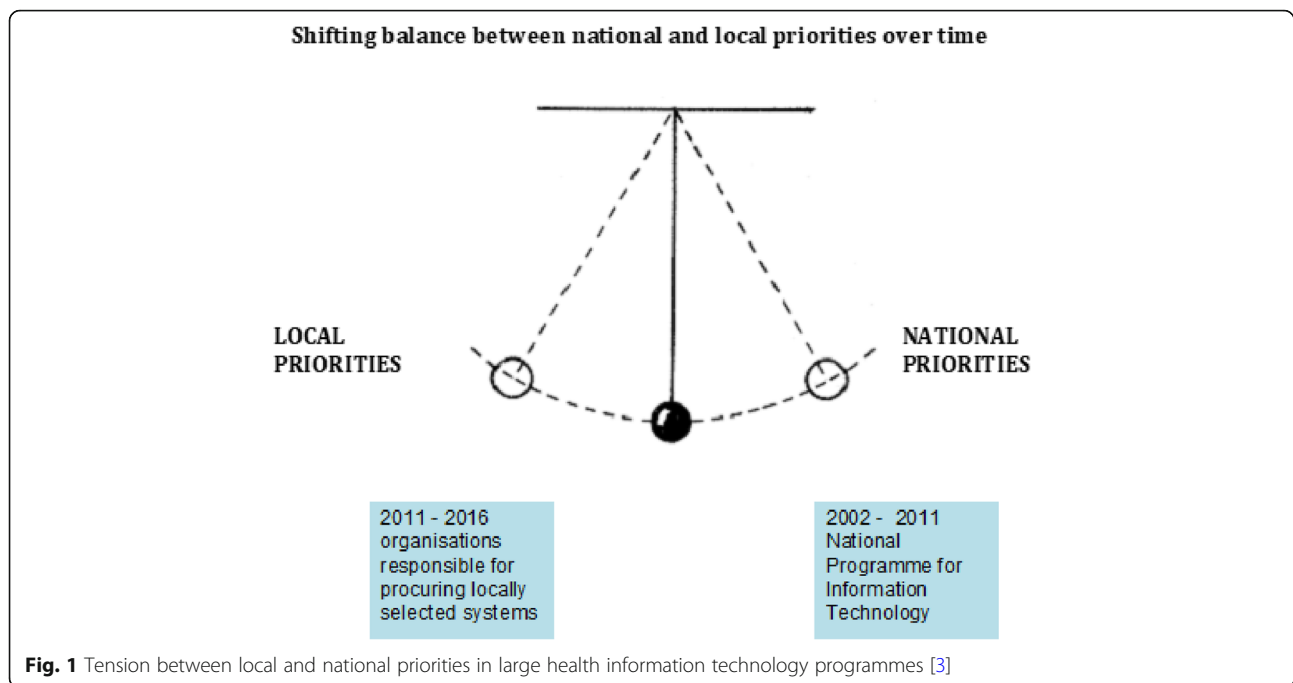 Shifting balance between national and local priorities over time
LOCAL
PRIORITIES
NATIONAL
PRIORITIES
2011 - 2016
organisations
responsible for
procuring locally
selected systems
2002 - 2011
National
Programme for
Information
Technology
Fig. 1 Tension between local and national priorities in large health information technology programmes [3]